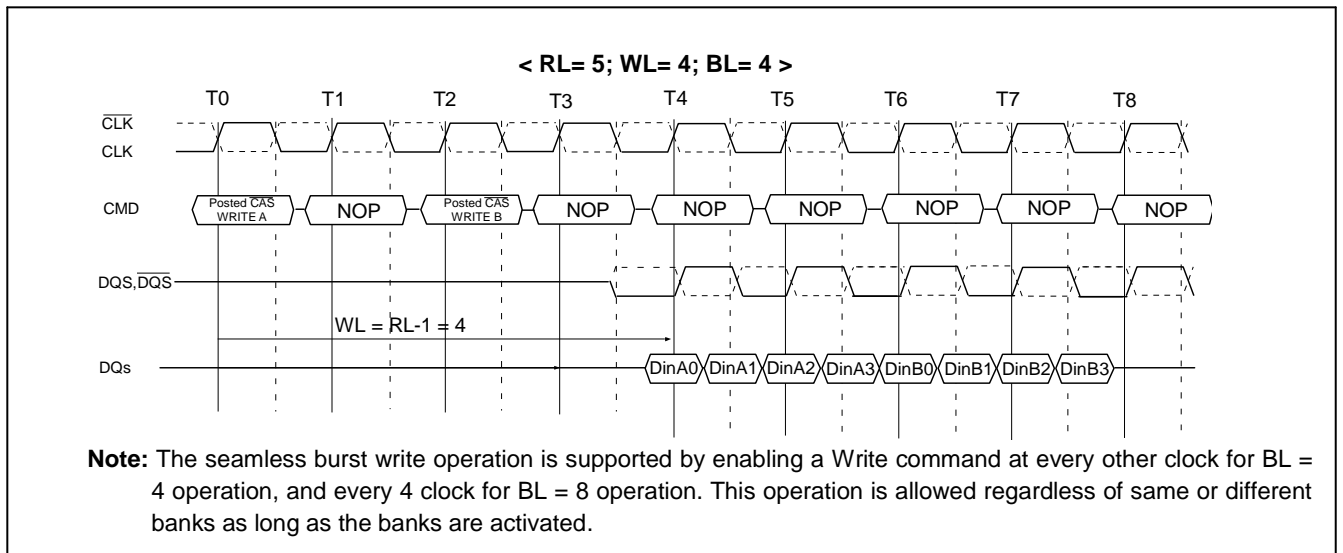 < RL= 5; WL= 4; BL= 4 >
T0 T1 T2 T3 T4 T5 T6 T7 T8
CLK
CLK
CMD
Posted CAS
WRITE A
NOP
Posted CAS
WRITE B
NOP
NOP
NOP
NOP
NOP
NOP
DQS,DQS
WL = RL-1 = 4
DQs
DinA0 DinA1 DinA2 DinA3 DinB0 DinB1 DinB2 DinB3
Note: The seamless burst write operation is supported by enabling a Write command at every other clock for BL =
4 operation, and every 4 clock for BL = 8 operation. This operation is allowed regardless of same or different
banks as long as the banks are activated.